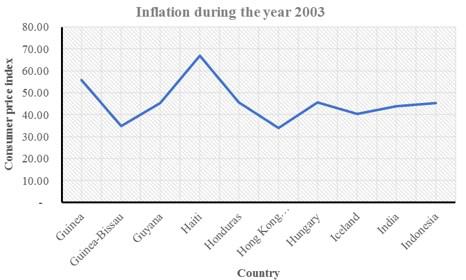 Inflation during the year 2003
Consumer price index
80.00
70.00
60.00
50.00
40.00
30.00
20.00
10.00
-
Guinea
Guinea-Bissau
Guyana
Haiti
Honduras
Hong Kong...
Hungary
Iceland
India
Indonesia
Country